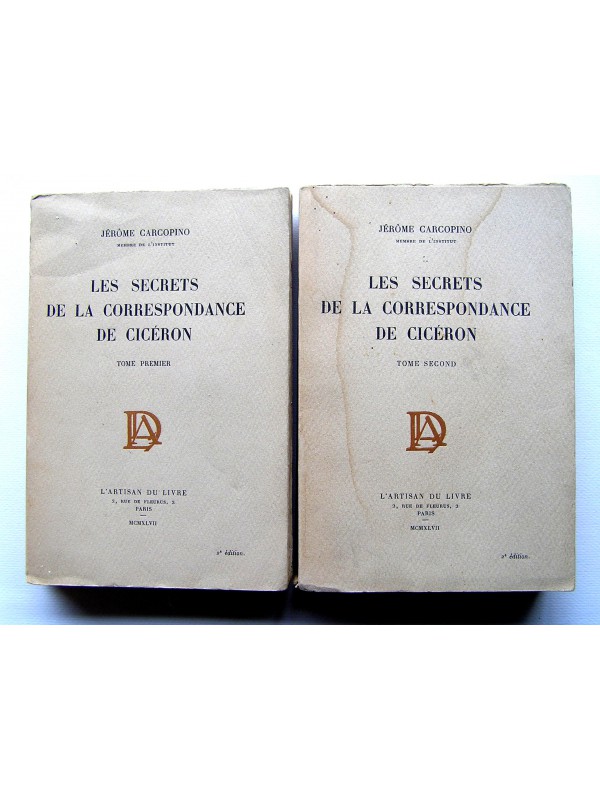 JÉRÔME CARCOPINO
MEMBRE DE L'INSTITUT
LES SECRETS
DE LA CORRESPONDANCE
DE CICÉRON
TOME PREMIER
L'ARTISAN DU LIVRE
2, RUE DE FLEURUS, 2
PARIS
MCMXLVII
JÉRÔME CARCOPINO
MEMBRE DE L'INSTITUT
LES SECRETS
DE LA CORRESPONDANCE
DE CICÉRON
TOME SECOND
L'ARTISAN DU LIVRE
2, RUE DE FLEURUS, 2
PARIS
MCMXLVII
édition
édition